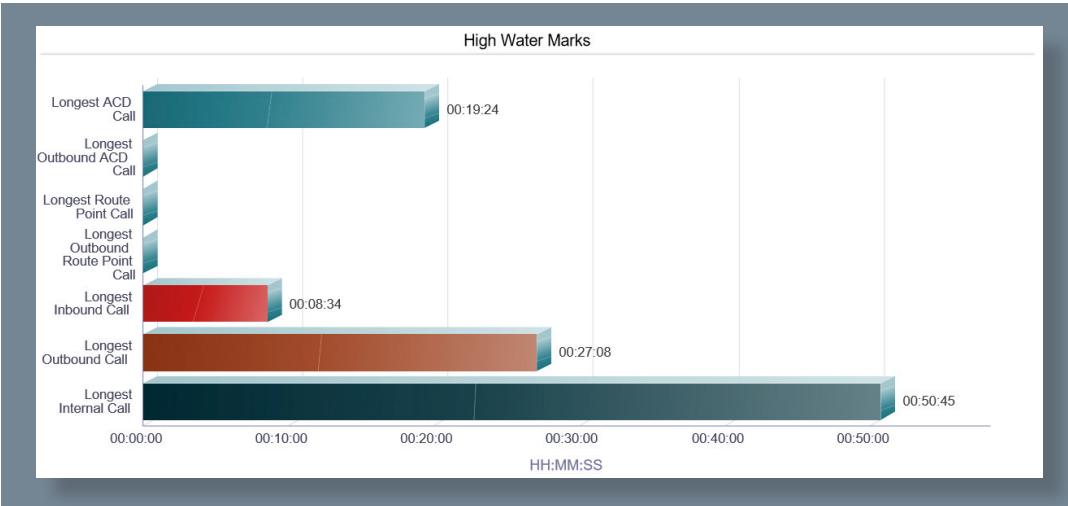 High Water Marks
Longest ACD
Call
00:19:24
Longest
Outbound ACD
Call
Longest Route
Point Call
Longest
Outbound
Route Point
Call
Longest
Inbound Call
00:08:34
Longest
Outbound Call
00:27:08
Longest
Internal Call
00:50:45
00:00:00 00:10:00 00:20:00 00:30:00 00:40:00 00:50:00
HH:MM:SS